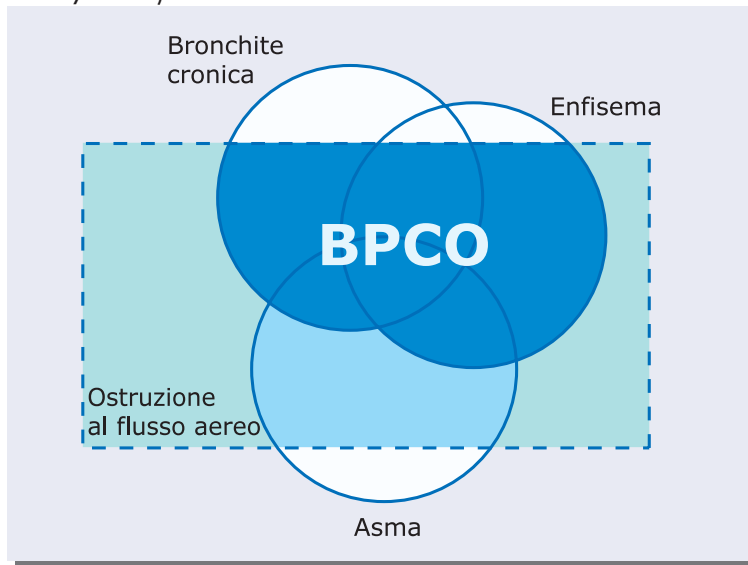 Bronchite
cronica
Enfisema
BPCO
Ostruzione
al flusso aereo
Asma